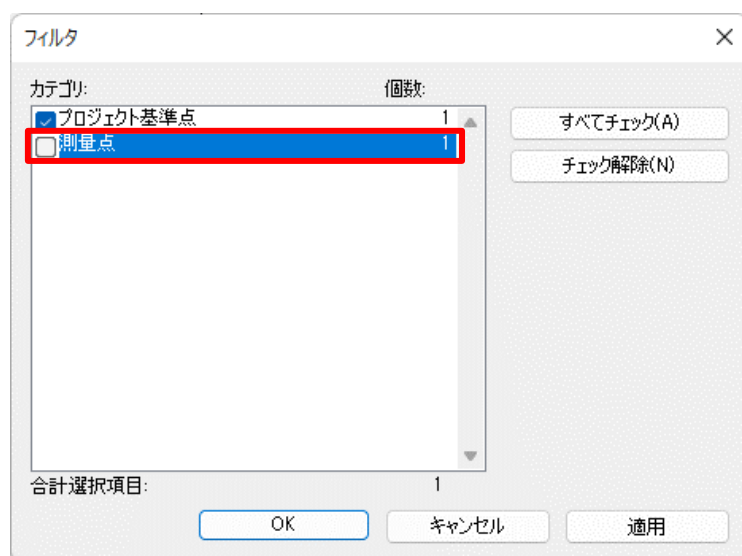 フィルタ
カテゴリ: 個数:
プロジェクト基準点 1
測量点 1
すべてチェック(A)
チェック解除(N)
合計選択項目: 1
OK キャンセル 適用